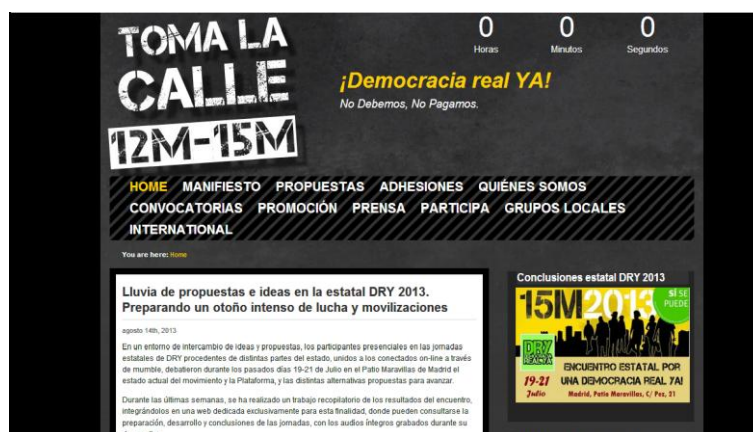 TOMA LA
CALLE
12M-15M
0 0 0
Horas Minutos Segundos
¡Democracia real YA!
No Debemos, No Pagamos.
HOME MANIFIESTO PROPUESTAS ADHESIONES QUIÉNES SOMOS
CONVOCATORIAS PROMOCIÓN PRENSA PARTICIPA GRUPOS LOCALES
INTERNATIONAL
You are here: Home
Lluvia de propuestas e ideas en la estatal DRY 2013.
Preparando un otoño intenso de lucha y movilizaciones
agosto 14th, 2013
En un entorno de intercambio de ideas y propuestas, los participantes presenciales en las jornadas
estatales de DRY procedentes de distintas partes del estado, unidos a los conectados on-line a través
de mumble, debatieron durante los pasados días 19-21 de Julio en el Patio Maravillas de Madrid el
estado actual del movimiento y la Plataforma, y las distintas alternativas propuestas para avanzar.
Durante las últimas semanas, se ha realizado un trabajo recopilatorio de los resultados del encuentro,
integrándolos en una web dedicada exclusivamente para esta finalidad, donde pueden consultarse la
preparación, desarrollo y conclusiones de las jornadas, con los audios íntegros grabados durante su
Conclusiones estatal DRY 2013
15M2013
SÍ SE
PUEDE
DRY
ENCUENTRO ESTATAL POR
19-21 UNA DEMOCRACIA REAL YA!
Julio Madrid, Patio Maravillas, C/ Pez, 21